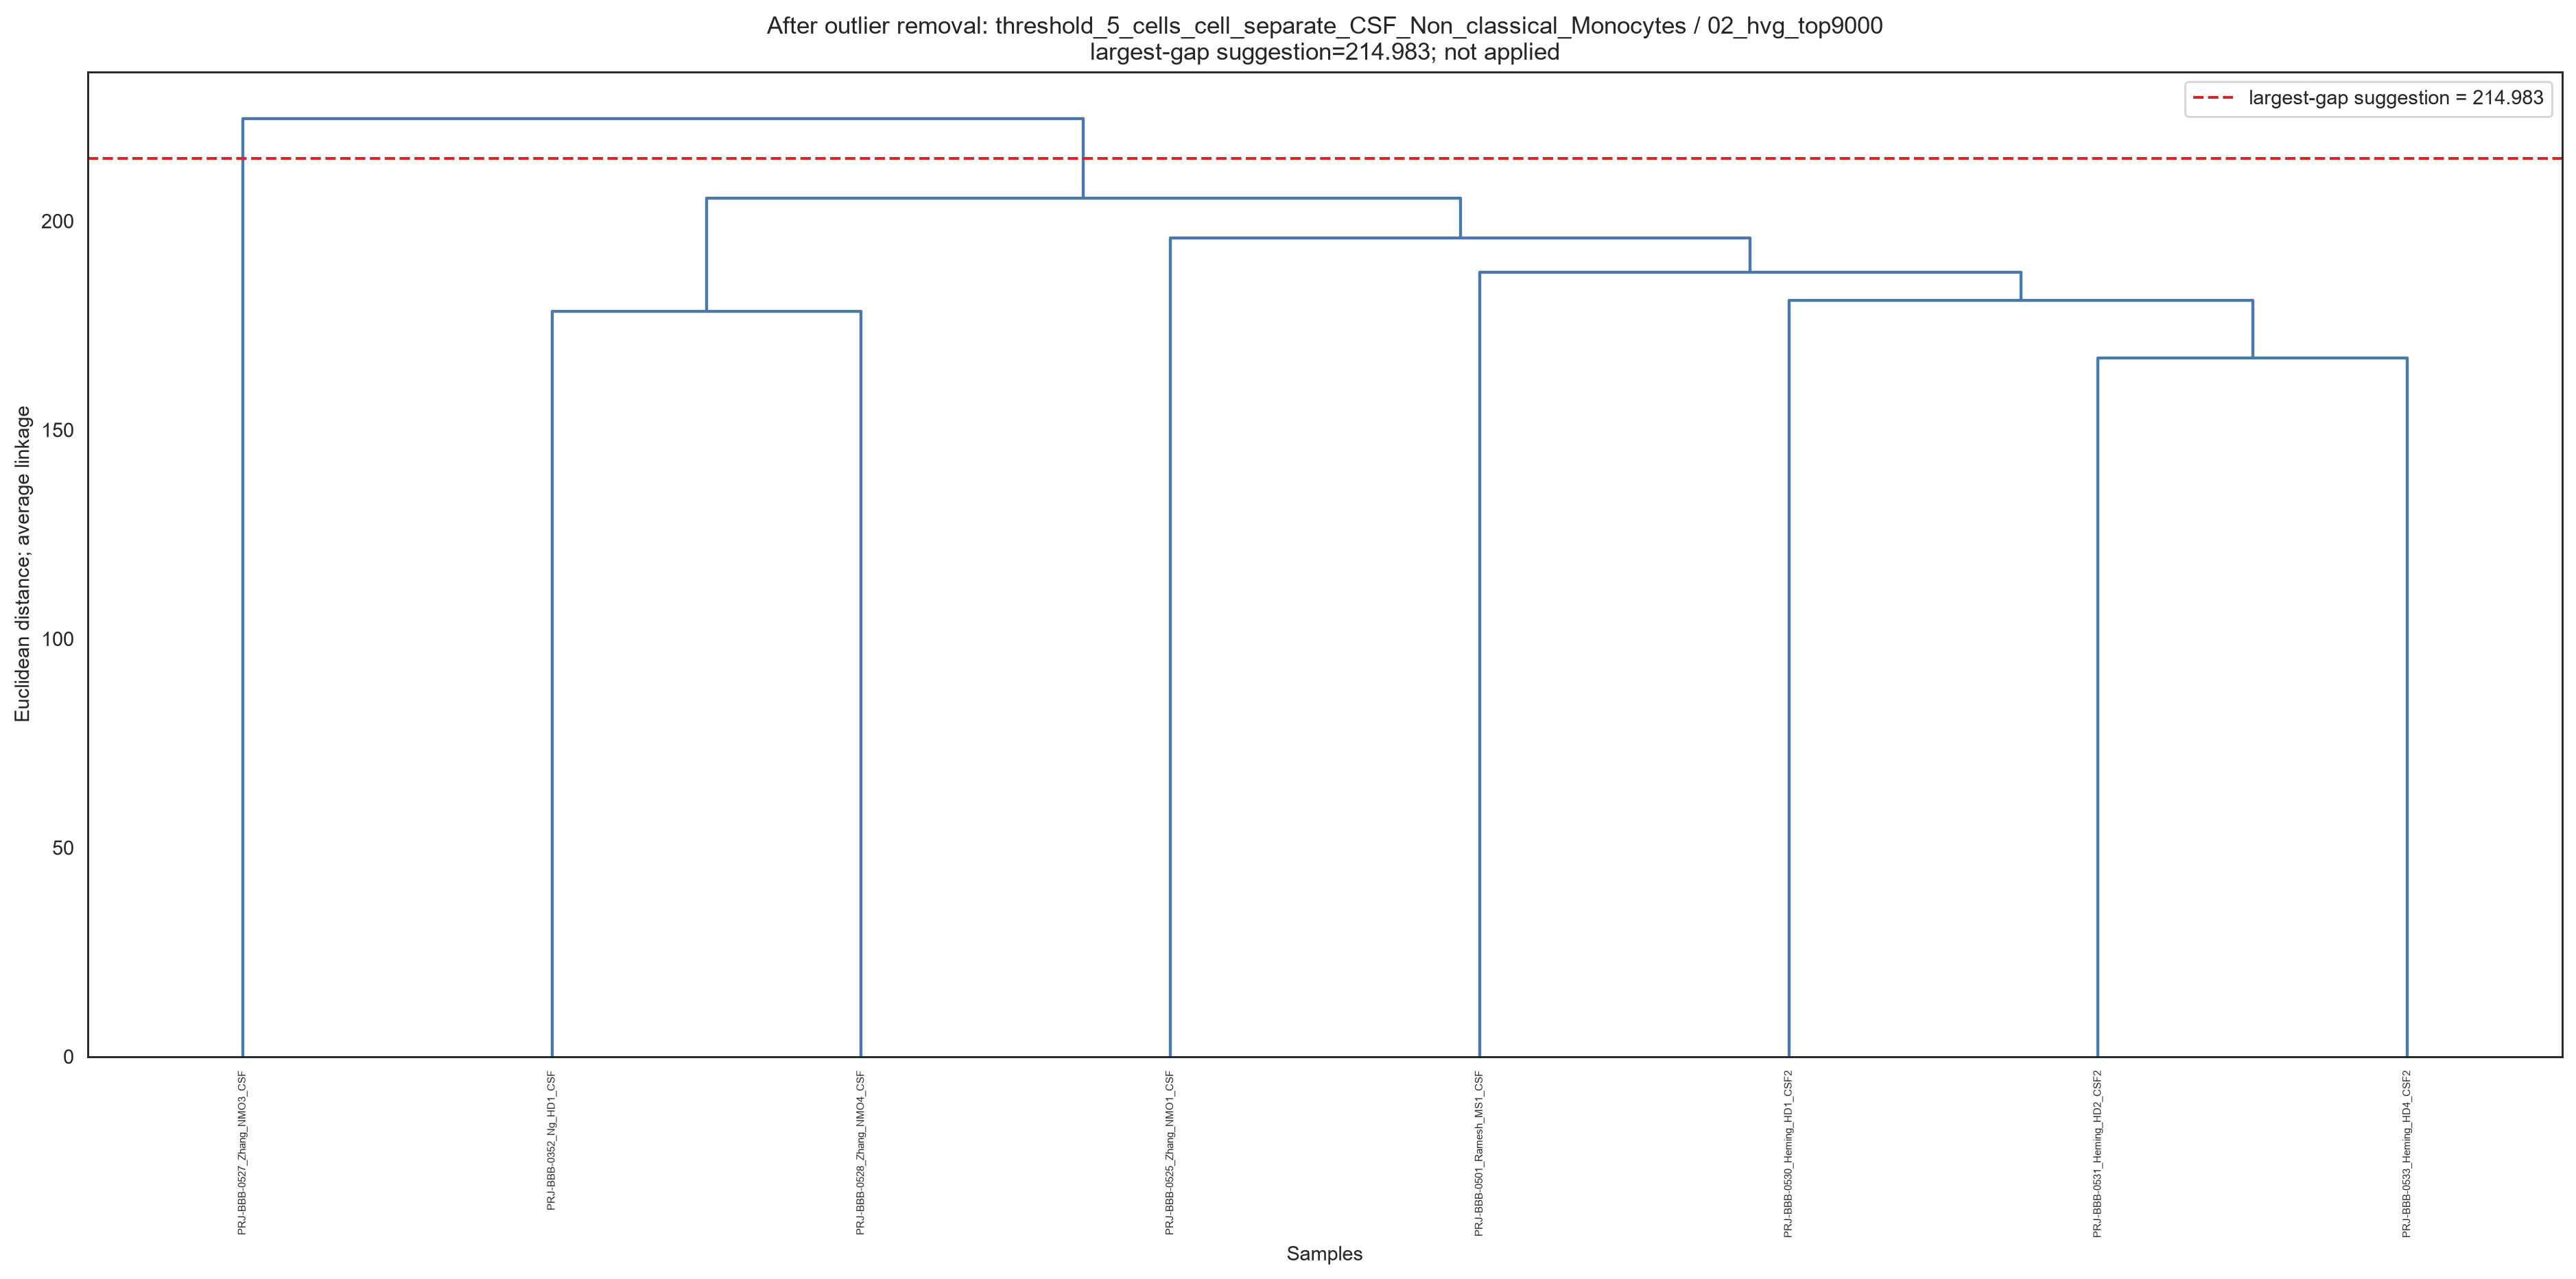 After outlier removal: threshold_5_cells_cell_separate_CSF_Non_classical_Monocytes / 02_hvg_top9000
largest-gap suggestion=214.983; not applied
largest-gap suggestion = 214.983
Euclidean distance; average linkage
200
150
100
50
0
PRJ-BBB-0527_Zhang_NMO3_CSF
PRJ-BBB-0352_Ng_HD1_CSF
PRJ-BBB-0528_Zhang_NMO4_CSF
PRJ-BBB-0525_Zhang_NMO1_CSF
PRJ-BBB-0501_Ramesh_MS1_CSF
PRJ-BBB-0530_Heming_HD1_CSF2
PRJ-BBB-0531_Heming_HD2_CSF2
PRJ-BBB-0533_Heming_HD4_CSF2
Samples